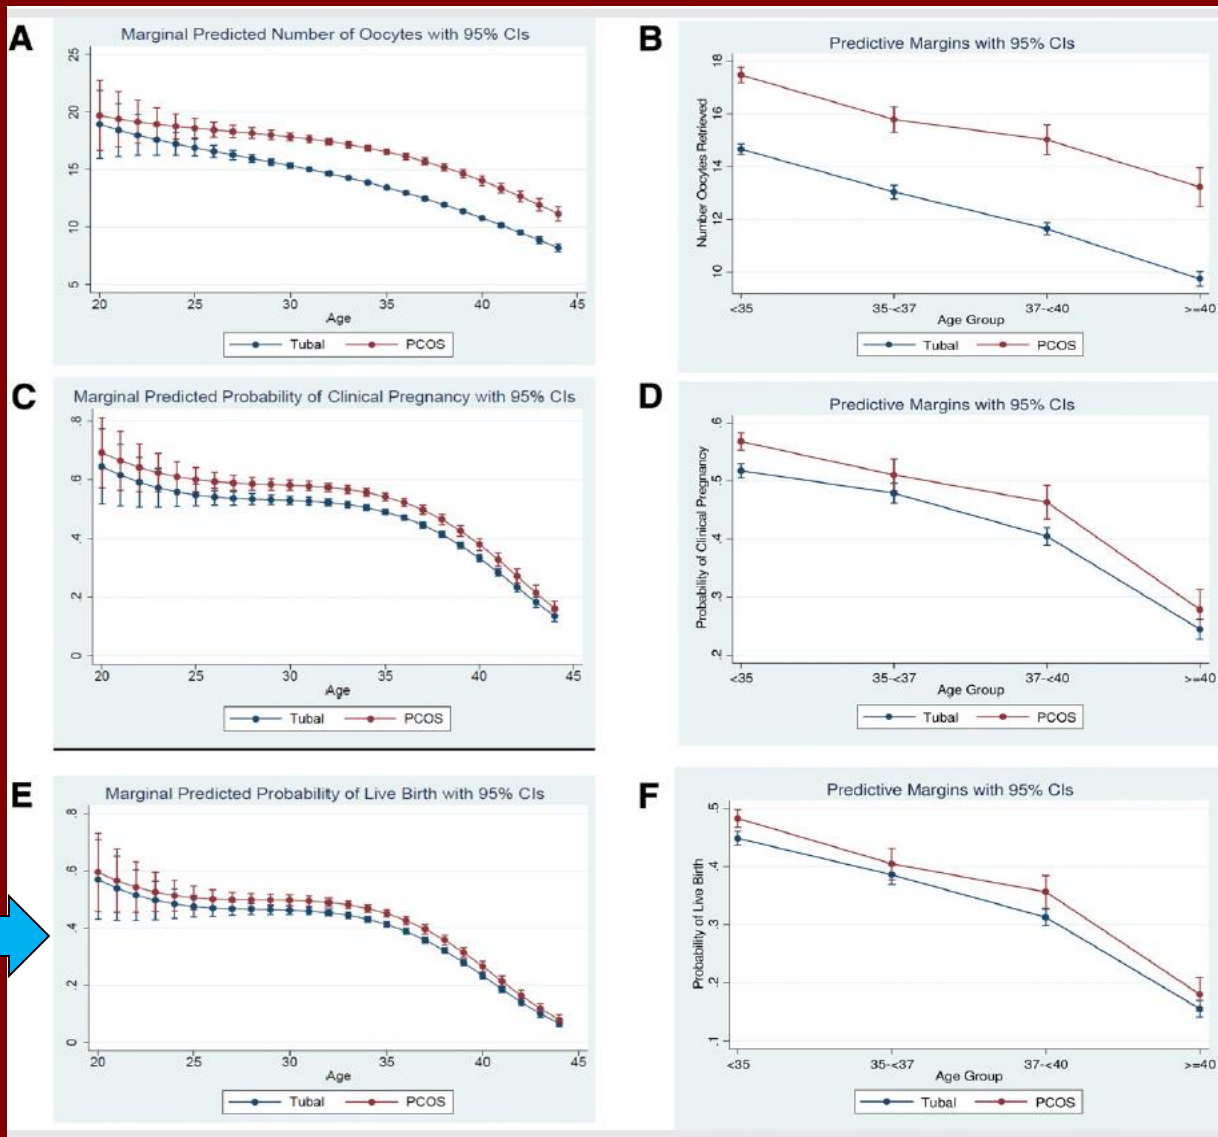 A
Marginal Predicted Number of Oocytes with 95% CIs
25
20
15
10
5
20 25 30 35 40 45
Age
Tubal PCOS
B
Predictive Margins with 95% CIs
Number Oocytes Retrieved
18
16
14
12
10
<35 35-<37 37-<40 >=40
Age Group
Tubal PCOS
C
Marginal Predicted Probability of Clinical Pregnancy with 95% CIs
.8
.6
.4
.2
0
20 25 30 35 40 45
Age
Tubal PCOS
D
Predictive Margins with 95% CIs
Probability of Clinical Pregnancy
.6
.5
.4
.3
.2
<35 35-<37 37-<40 >=40
Age Group
Tubal PCOS
E
Marginal Predicted Probability of Live Birth with 95% CIs
.8
.6
.4
.2
0
20 25 30 35 40 45
Age
Tubal PCOS
F
Predictive Margins with 95% CIs
Probability of Live Birth
.5
.4
.3
.2
.1
<35 35-<37 37-<40 >=40
Age Group
Tubal PCOS